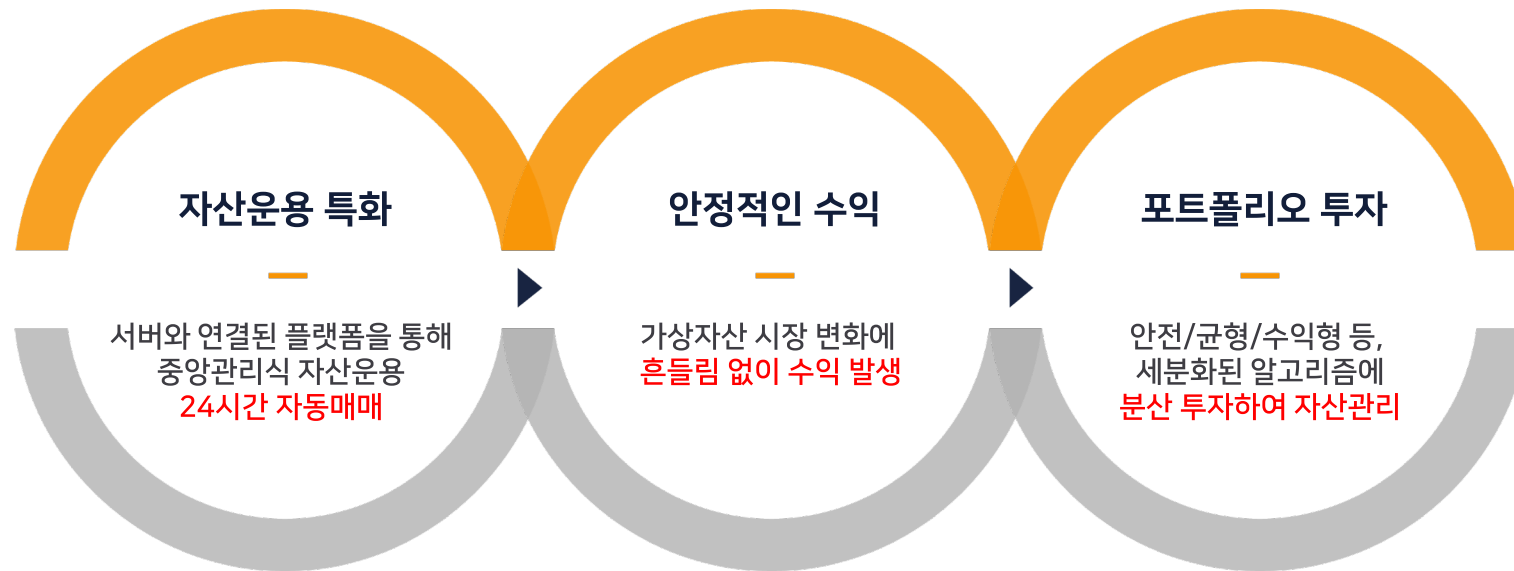 자산운용 특화
서버와 연결된 플랫폼을 통해
중앙관리식 자산운용
24시간 자동매매
안정적인 수익
가상자산 시장 변화에
흔들림 없이 수익 발생
포트폴리오 투자
안전/균형/수익형 등,
세분화된 알고리즘에
분산 투자하여 자산관리